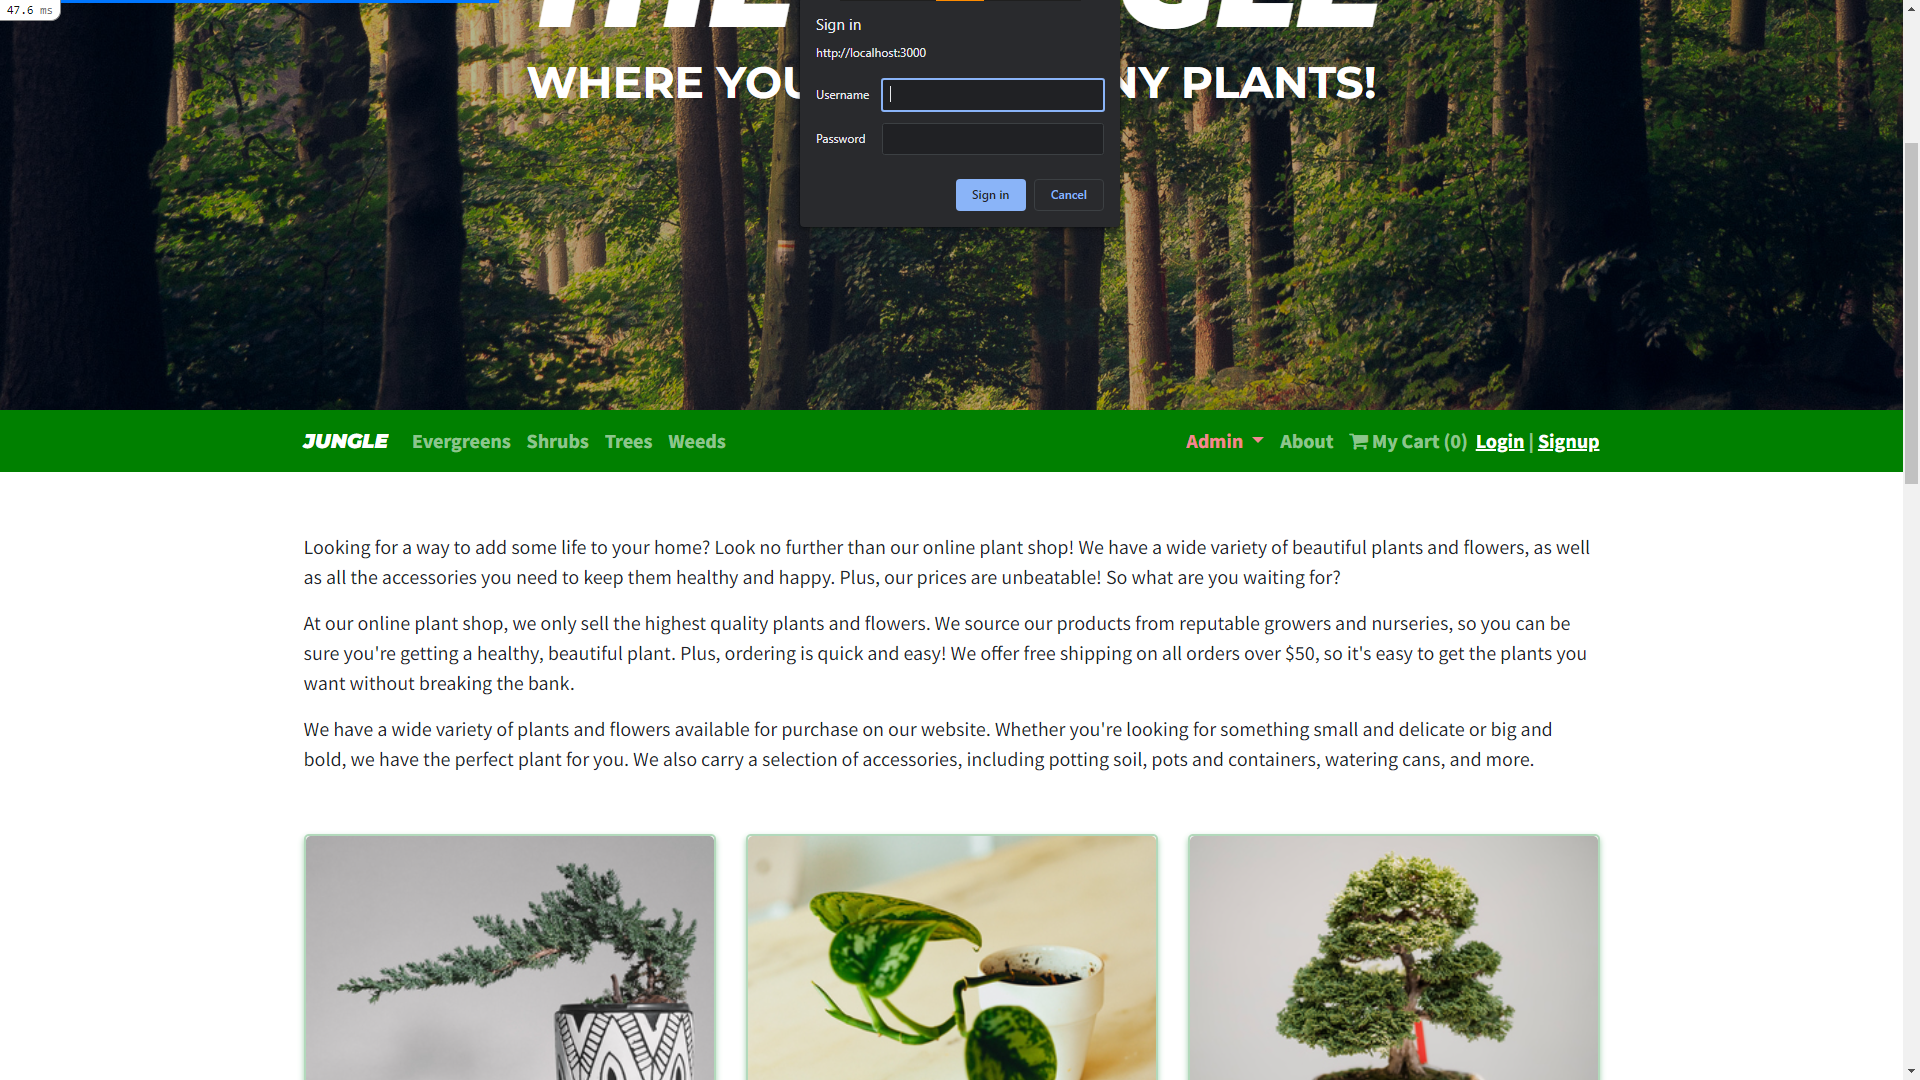 47.6 ms
Sign in
http://localhost:3000
WHERE YOU
NY PLANTS!
Username
Password
Sign in
Cancel
JUNGLE Evergreens Shrubs Trees Weeds Admin About My Cart (0) Login | Signup
Looking for a way to add some life to your home? Look no further than our online plant shop! We have a wide variety of beautiful plants and flowers, as well
as all the accessories you need to keep them healthy and happy. Plus, our prices are unbeatable! So what are you waiting for?
At our online plant shop, we only sell the highest quality plants and flowers. We source our products from reputable growers and nurseries, so you can be
sure you're getting a healthy, beautiful plant. Plus, ordering is quick and easy! We offer free shipping on all orders over $50, so it's easy to get the plants you
want without breaking the bank.
We have a wide variety of plants and flowers available for purchase on our website. Whether you're looking for something small and delicate or big and
bold, we have the perfect plant for you. We also carry a selection of accessories, including potting soil, pots and containers, watering cans, and more.